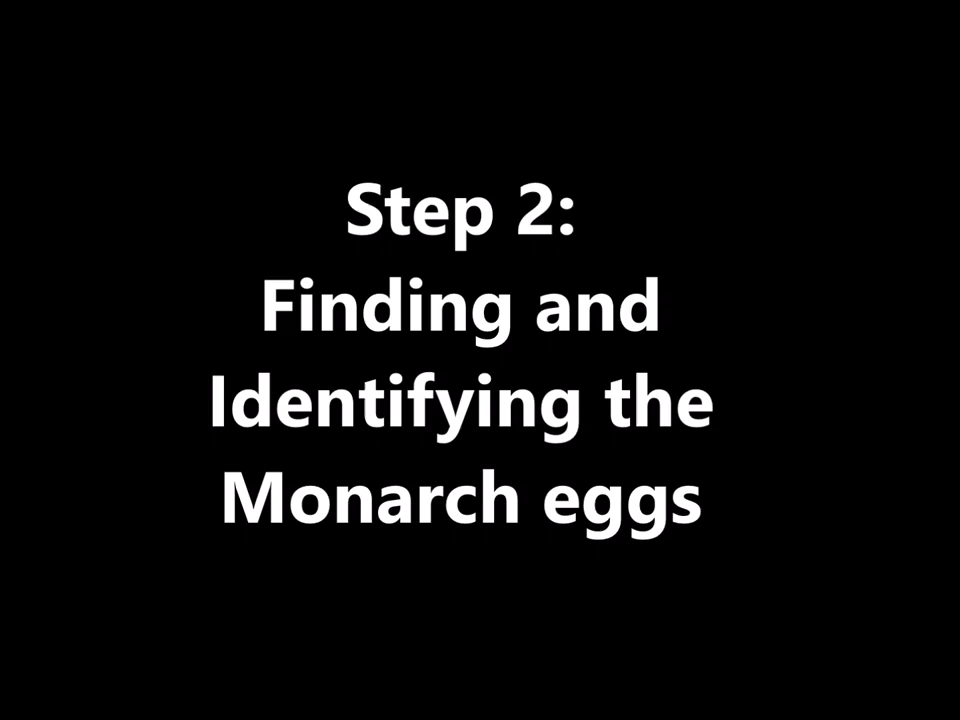 Step 2:
Finding and
Identifying the
Monarch eggs